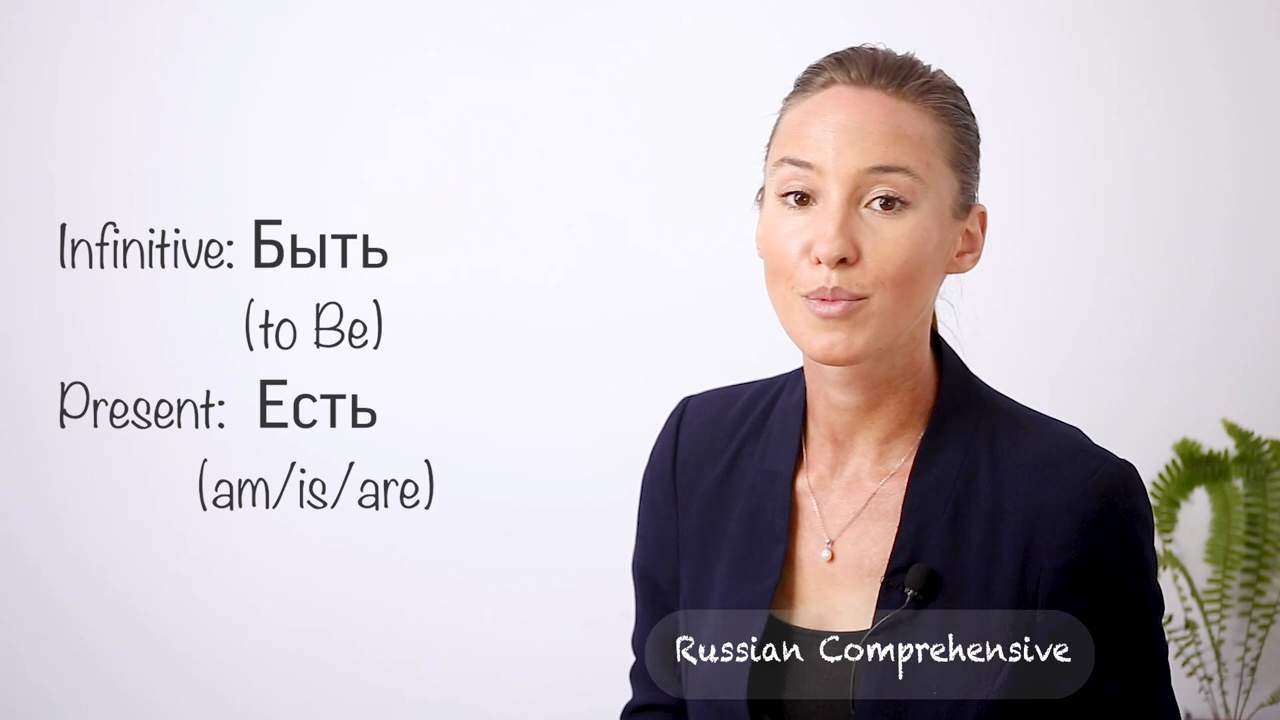 Infinitive: Быть
(to Be)
Present: Есть
(am/is/are)
Russian Comprehensive